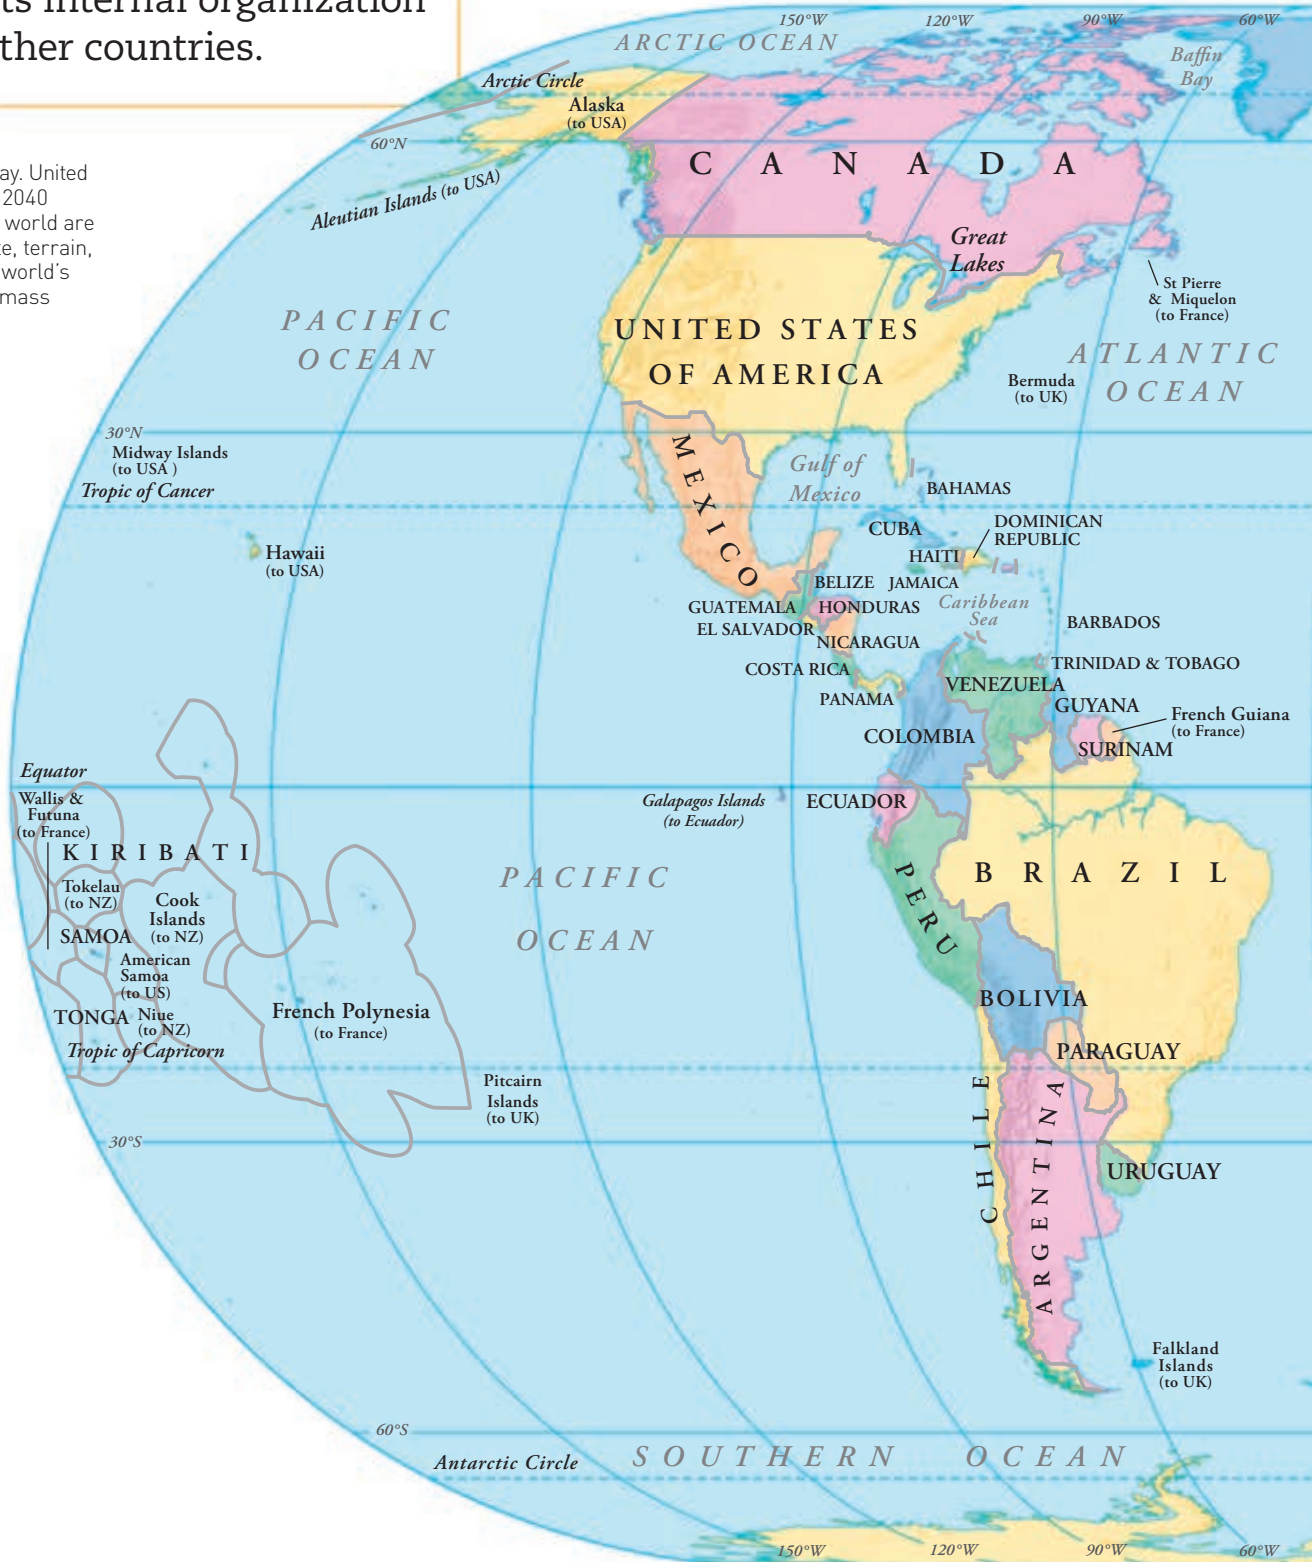 ts internal organization
ther countries.
ay. United
2040
world are
e, terrain,
world's
mass
150°W
120°W
90°W
60°W
ARCTIC OCEAN
Baffin
Bay
Arctic Circle
Alaska
(to USA)
60°N
CANADA
Aleutian Islands (to USA)
Great
Lakes
St Pierre
& Miquelon
(to France)
PACIFIC
OCEAN
UNITED STATES
OF AMERICA
ATLANTIC
OCEAN
Bermuda
(to UK)
30°N
Midway Islands
(to USA )
Tropic of Cancer
MEXICO
Gulf of
Mexico
BAHAMAS
CUBA
DOMINICAN
REPUBLIC
HAITI
Hawaii
(to USA)
BELIZE
JAMAICA
GUATEMALA
HONDURAS
Caribbean
Sea
EL SALVADOR
BARBADOS
NICARAGUA
COSTA RICA
TRINIDAD & TOBAGO
PANAMA
VENEZUELA
GUYANA
French Guiana
(to France)
COLOMBIA
SURINAM
Equator
Wallis &
Futuna
(to France)
Galapagos Islands
(to Ecuador)
ECUADOR
KIRIBATI
PERU
BRAZIL
Tokelau
(to NZ)
Cook
Islands
(to NZ)
PACIFIC
OCEAN
SAMOA
American
Samoa
(to US)
BOLIVIA
TONGA
Niue
(to NZ)
French Polynesia
(to France)
Tropic of Capricorn
PARAGUAY
Pitcairn
Islands
(to UK)
CHILE
ARGENTINA
30°S
URUGUAY
Falkland
Islands
(to UK)
60°S
SOUTHERN OCEAN
Antarctic Circle
150°W
120°W
90°W
60°W